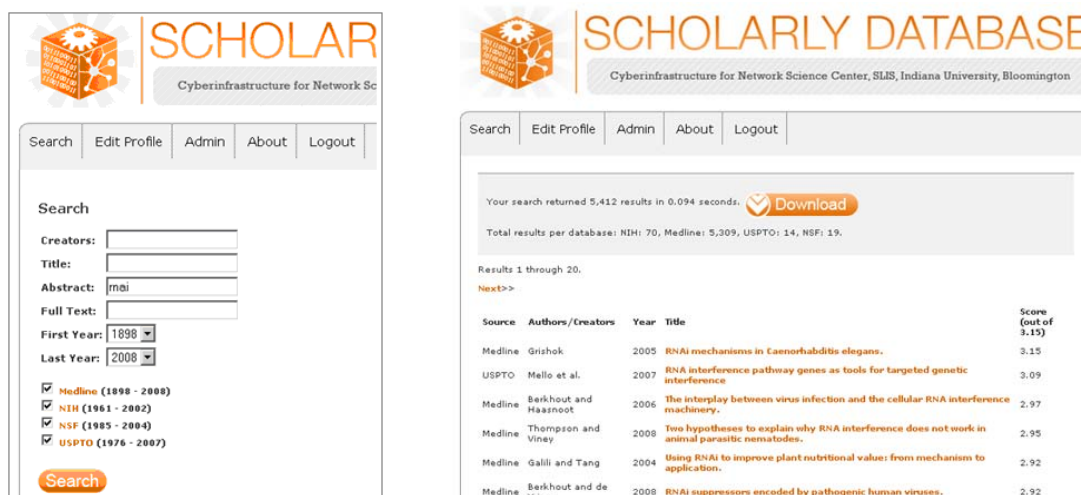 SCHOLAR
Cyberinfrastructure for Network Sc
Search Edit Profile Admin About Logout
Search
Creators:
Title:
Abstract: rnai
Full Text:
First Year: 1898
Last Year: 2008
Medline (1898 - 2008)
NIH (1961 - 2002)
NSF (1985 - 2004)
USPTO (1976 - 2007)
Search
SCHOLARLY DATABASE
Cyberinfrastructure for Network Science Center, SLIS, Indiana University, Bloomington
Search Edit Profile Admin About Logout
Your search returned 5,412 results in 0.094 seconds. Download
Total results per database: NIH: 70, Medline: 5,309, USPTO: 14, NSF: 19.
Results 1 through 20.
Next>>
Source Authors/Creators Year Title Score (out of 3.15)
Medline Grishok 2005 RNAi mechanisms in Caenorhabditis elegans. 3.15
USPTO Mello et al. 2007 RNA interference pathway genes as tools for targeted genetic
interference 3.09
Medline Berkhout and Haasnoot 2006 The interplay between virus infection and the cellular RNA interference
machinery. 2.97
Medline Thompson and Viney 2008 Two hypotheses to explain why RNA interference does not work in
animal parasitic nematodes. 2.95
Medline Galili and Tang 2004 Using RNAi to improve plant nutritional value: from mechanism to
application. 2.92
Medline Berkhout and de 2008 RNAi suppressors encoded by pathogenic human viruses. 2.92